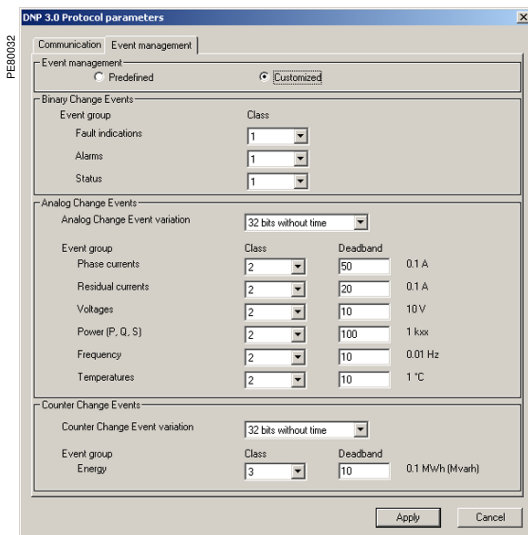 DNP 3.0 Protocol parameters
PE80032
Communication Event management
Event management
Predefined Customized
Binary Change Events
Event group Class
Fault indications 1
Alarms 1
Status 1
Analog Change Events
Analog Change Event variation 32 bits without time
Event group Class Deadband
Phase currents 2 50 0.1 A
Residual currents 2 20 0.1 A
Voltages 2 10 10 V
Power (P, Q, S) 2 100 1 kxx
Frequency 2 10 0.01 Hz
Temperatures 2 10 1 °C
Counter Change Events
Counter Change Event variation 32 bits without time
Event group Class Deadband
Energy 3 10 0.1 MWh (Mvarh)
Apply Cancel